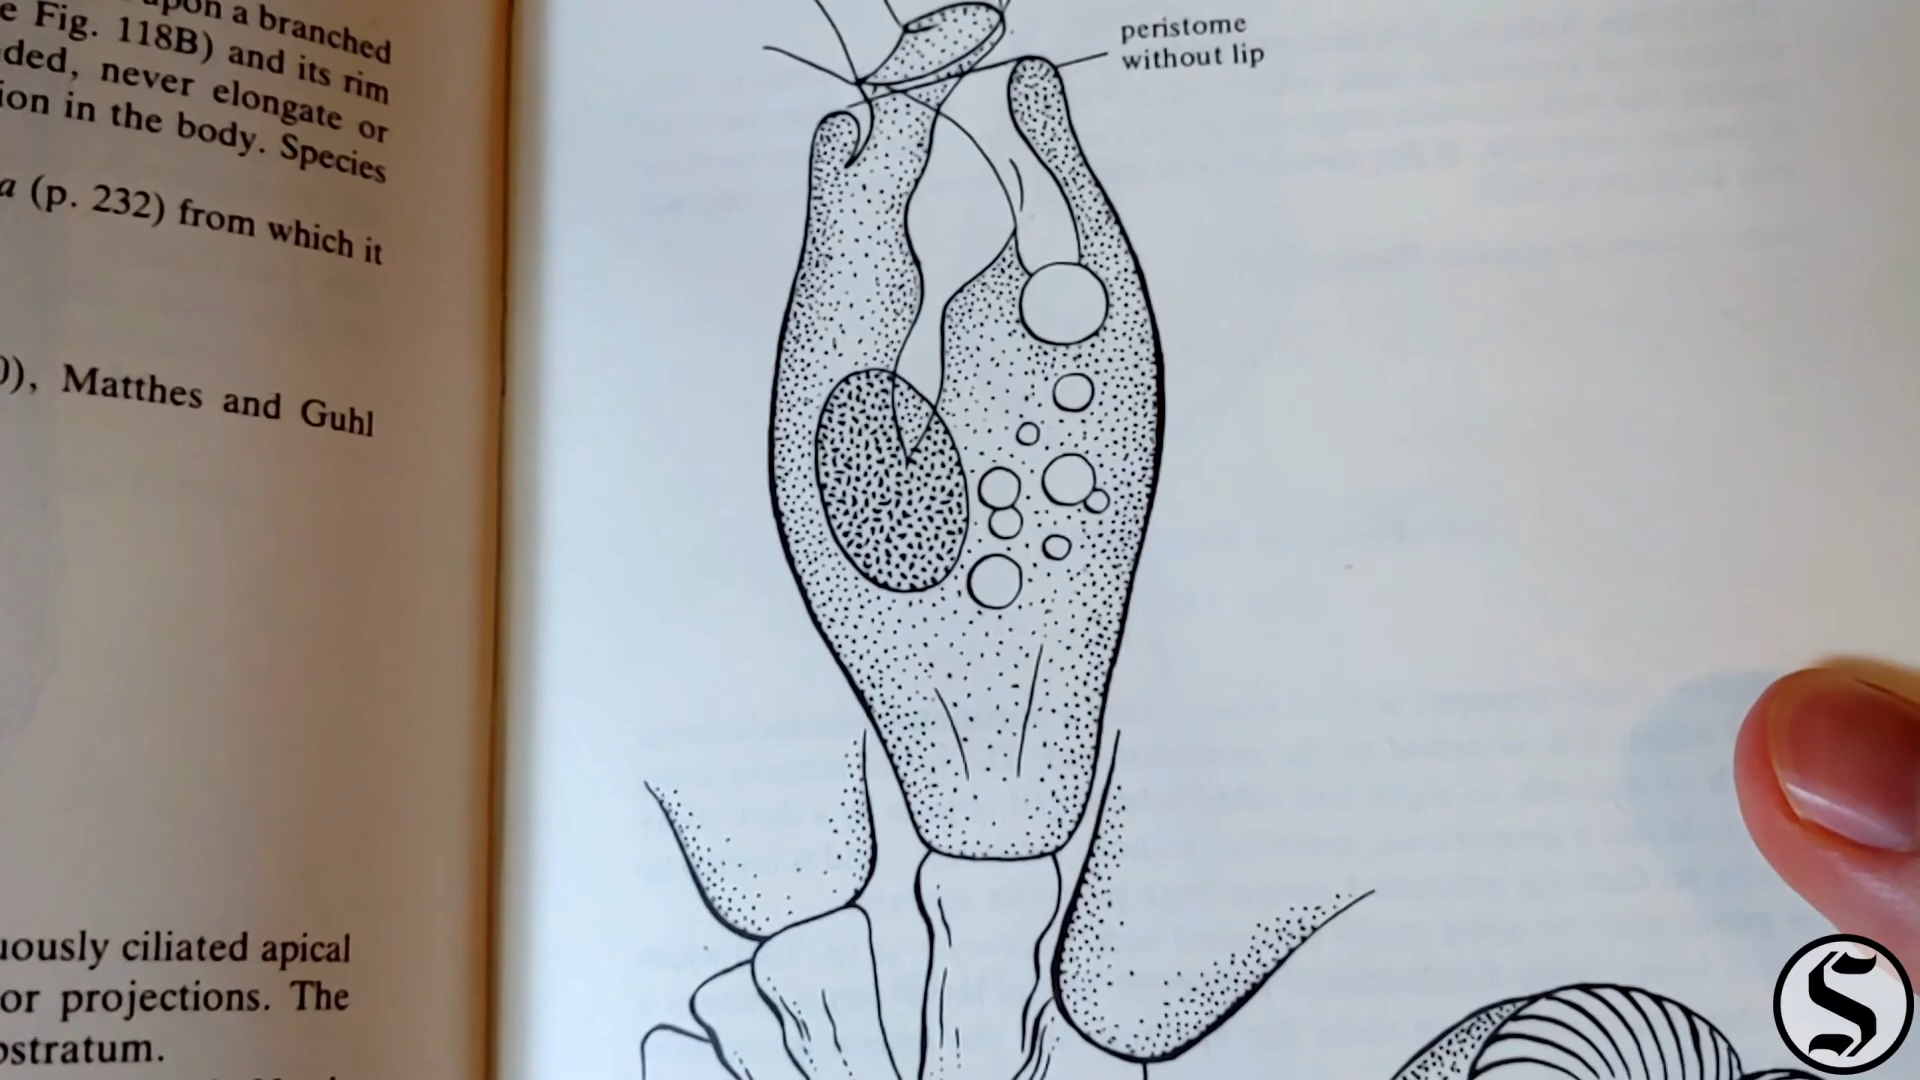 upon a branched
e Fig. 118B) and its rim
ded, never elongate or
ion in the body. Species
a (p. 232) from which it
0), Matthes and Guhl
uously ciliated apical
or projections. The
ostratum.
peristome
without lip
S